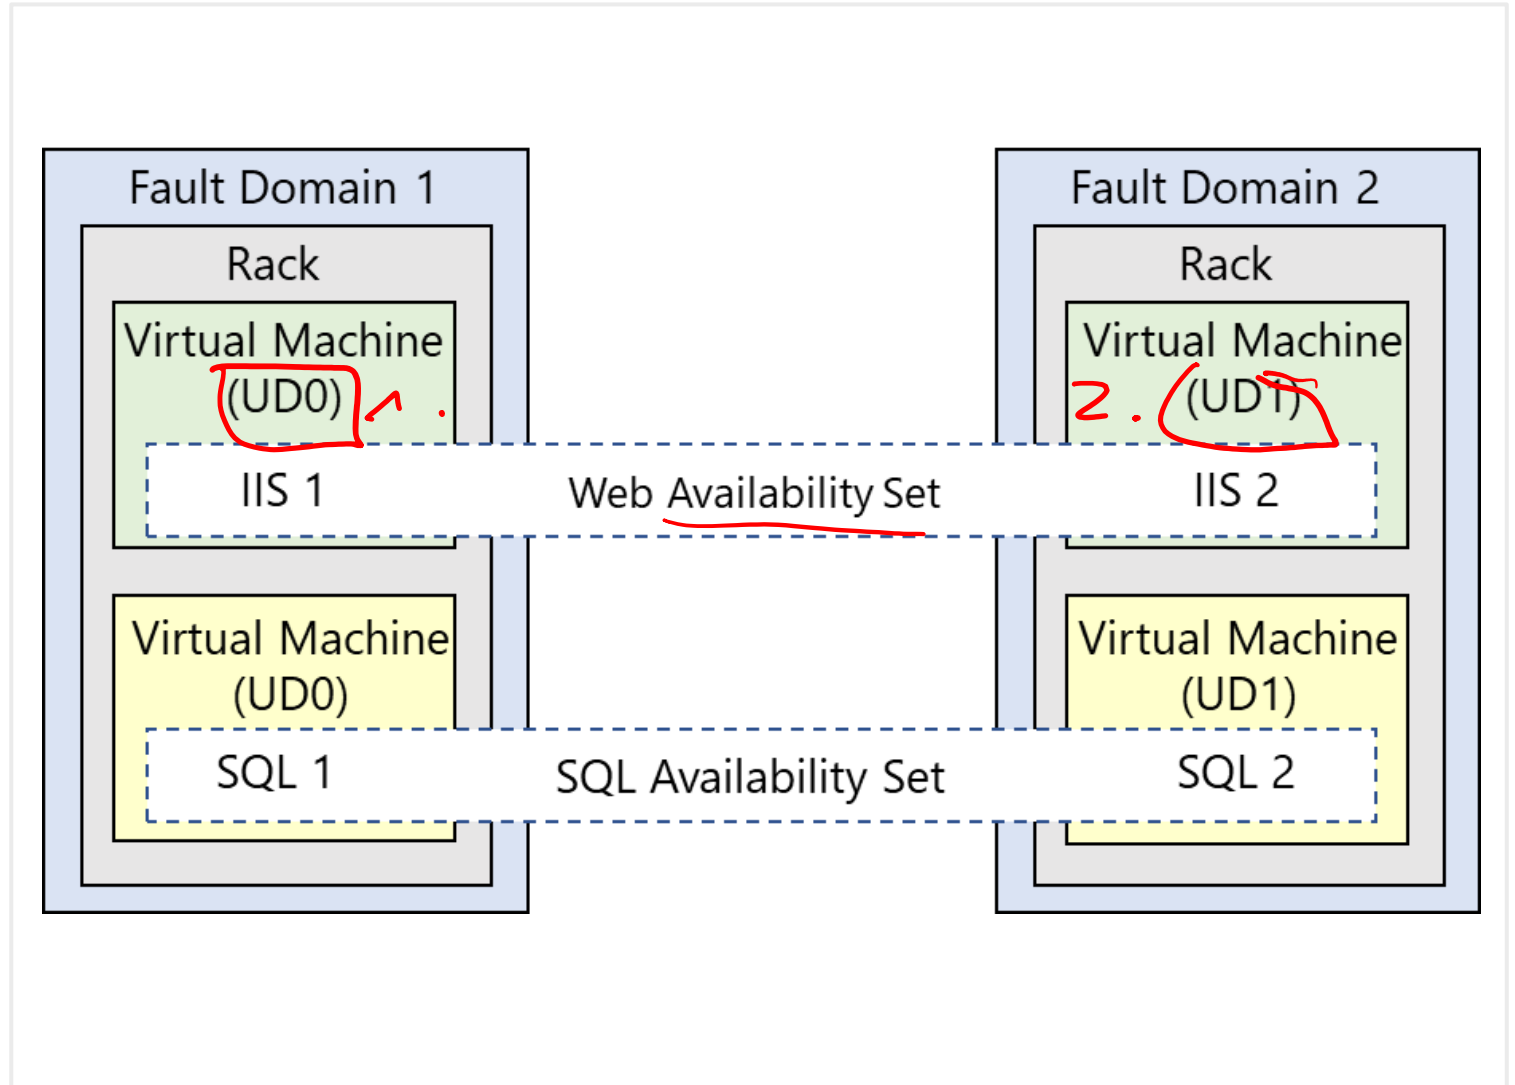 Fault Domain 1
Rack
Virtual Machine
(UD0) 1.
IIS 1
Web Availability Set
Virtual Machine
(UD0)
SQL 1
SQL Availability Set
Fault Domain 2
Rack
Virtual Machine
2. (UD1)
IIS 2
Virtual Machine
(UD1)
SQL 2